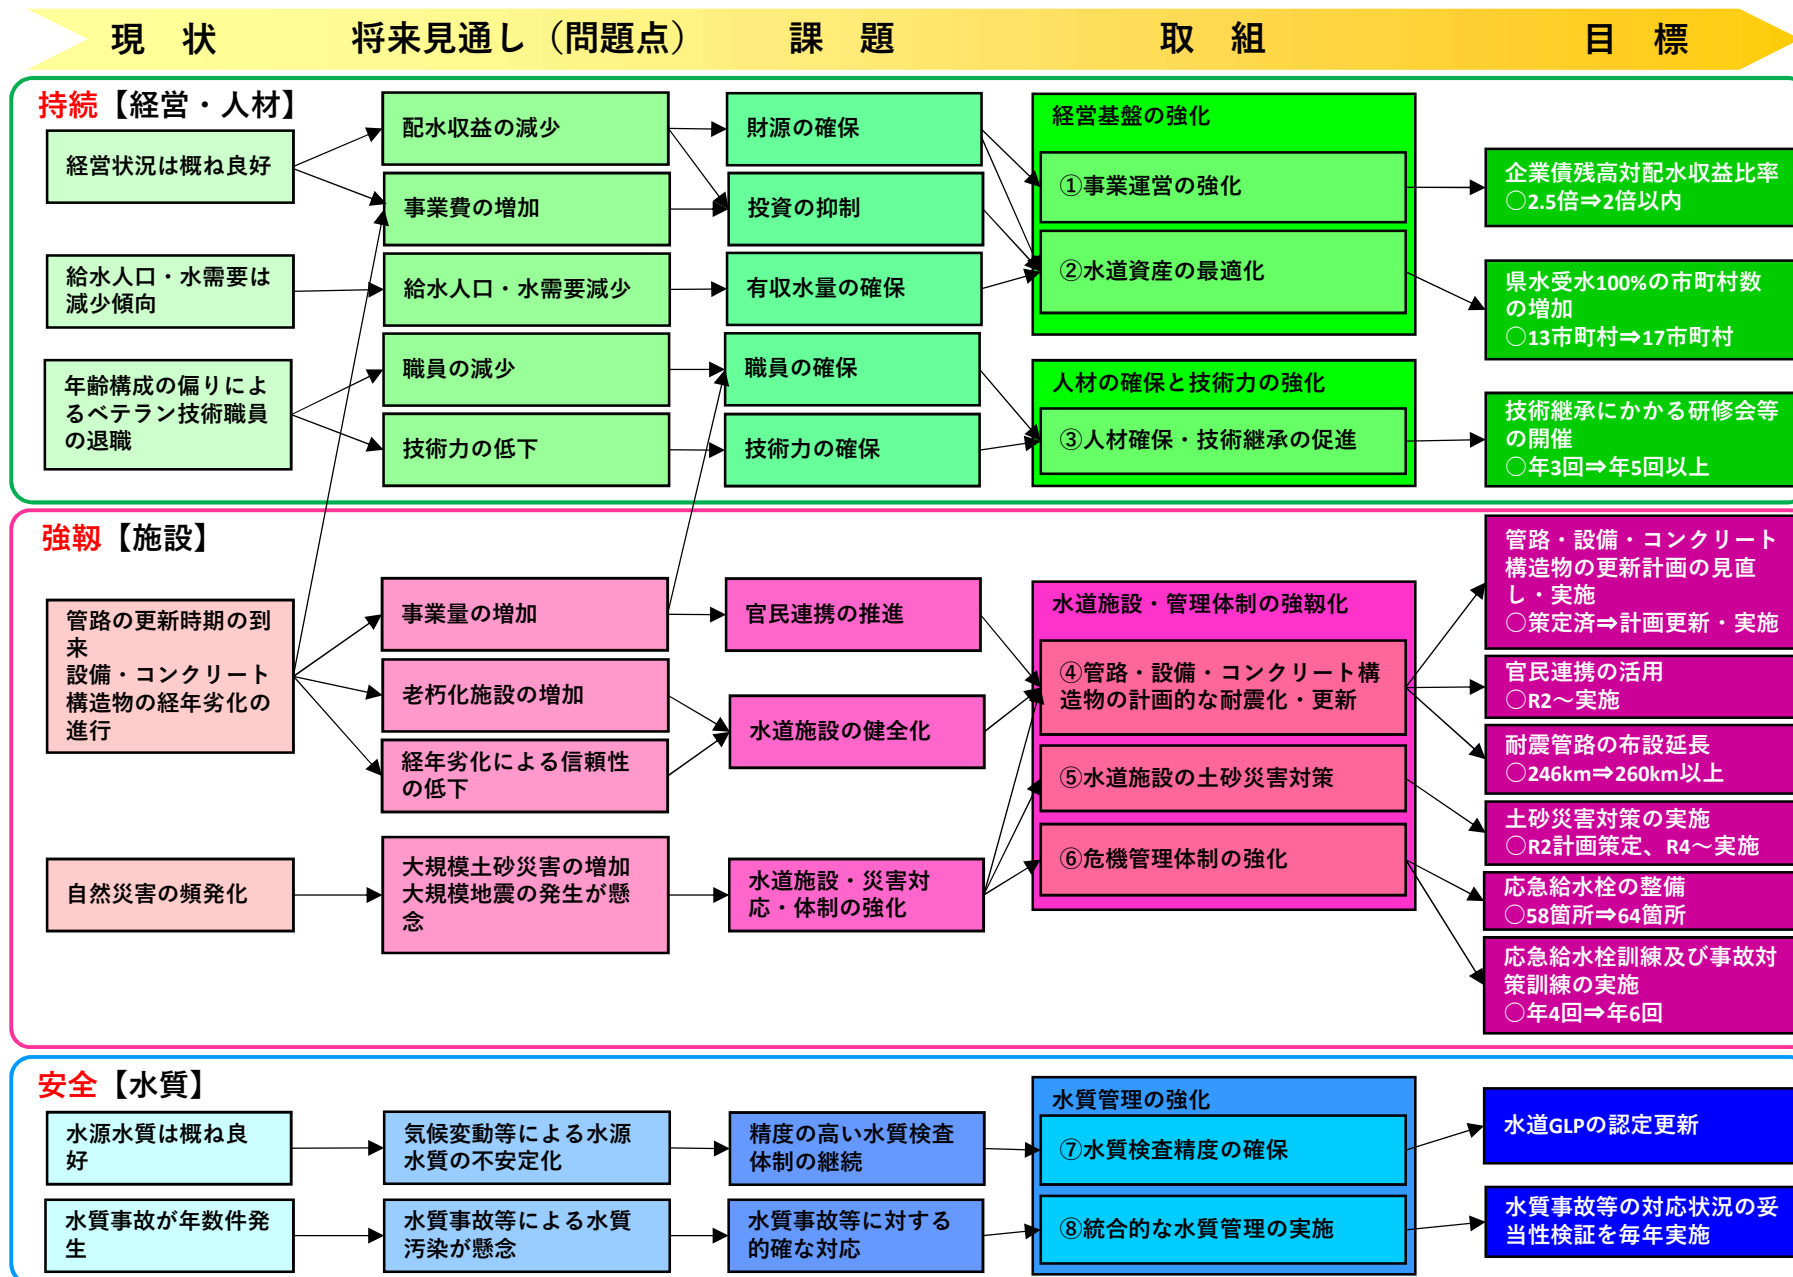 現　状
将来見通し（問題点）
課　題
取　組
目　標
持続【経営・人材】
経営状況は概ね良好
給水人口・水需要は
減少傾向
年齢構成の偏りによ
るベテラン技術職員
の退職
配水収益の減少
事業費の増加
給水人口・水需要減少
職員の減少
技術力の低下
財源の確保
投資の抑制
有収水量の確保
職員の確保
技術力の確保
経営基盤の強化
①事業運営の強化
②水道資産の最適化
人材の確保と技術力の強化
③人材確保・技術継承の促進
企業債残高対配水収益比率
○2.5倍⇒2倍以内
県水受水100%の市町村数
の増加
○13市町村⇒17市町村
技術継承にかかる研修会等
の開催
○年3回⇒年5回以上
強靱【施設】
管路の更新時期の到
来
設備・コンクリート
構造物の経年劣化の
進行
自然災害の頻発化
事業量の増加
老朽化施設の増加
経年劣化による信頼性
の低下
大規模土砂災害の増加
大規模地震の発生が懸
念
官民連携の推進
水道施設の健全化
水道施設・災害対
応・体制の強化
水道施設・管理体制の強靱化
④管路・設備・コンクリート構
造物の計画的な耐震化・更新
⑤水道施設の土砂災害対策
⑥危機管理体制の強化
管路・設備・コンクリート
構造物の更新計画の見直
し・実施
○策定済⇒計画更新・実施
官民連携の活用
○R2～実施
耐震管路の布設延長
○246km⇒260km以上
土砂災害対策の実施
○R2計画策定、R4～実施
応急給水栓の整備
○58箇所⇒64箇所
応急給水栓訓練及び事故対
策訓練の実施
○年4回⇒年6回
安全【水質】
水源水質は概ね良
好
水質事故が年数件発
生
気候変動等による水源
水質の不安定化
水質事故等による水質
汚染が懸念
精度の高い水質検査
体制の継続
水質事故等に対する
的確な対応
水質管理の強化
⑦水質検査精度の確保
⑧統合的な水質管理の実施
水道GLPの認定更新
水質事故等の対応状況の妥
当性検証を毎年実施